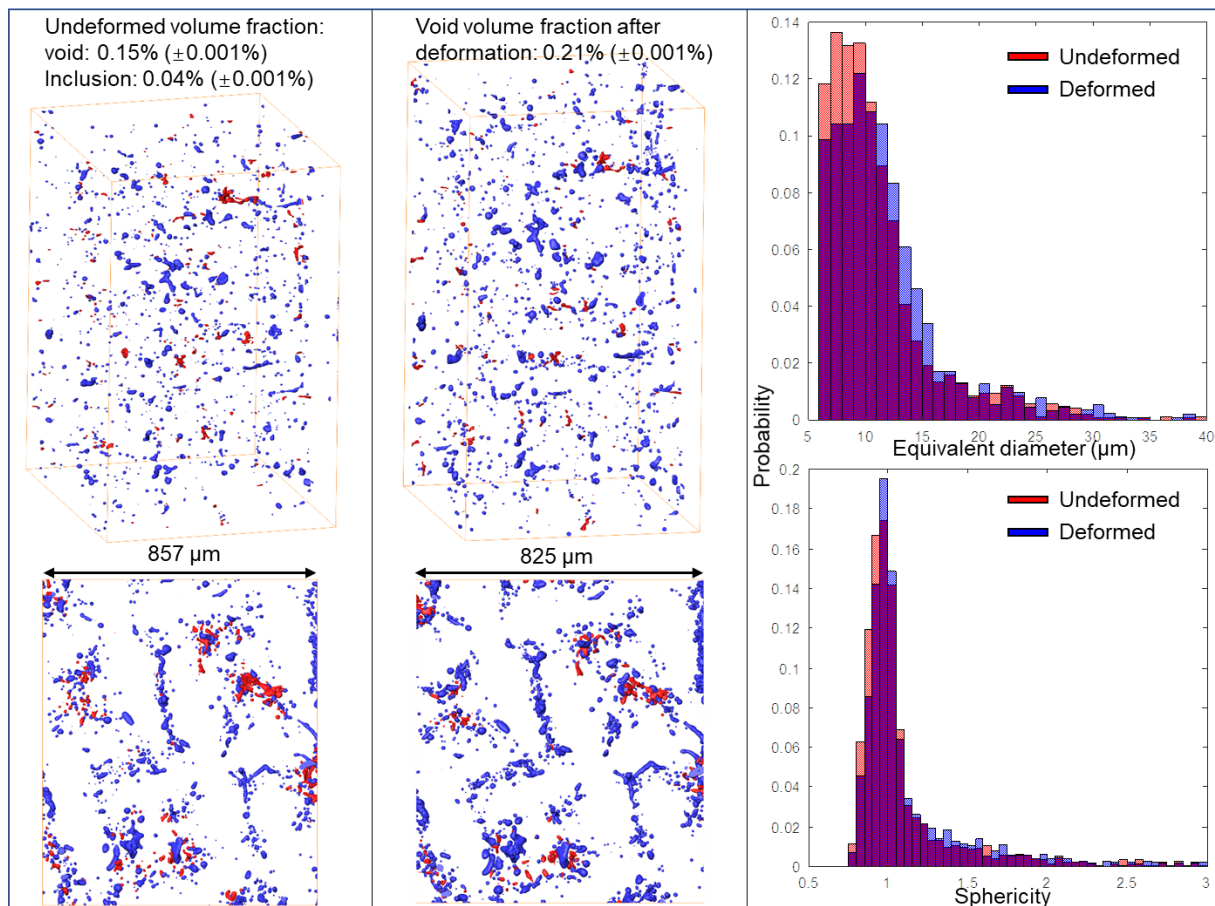 Undeformed volume fraction:
void: 0.15% (±0.001%)
Inclusion: 0.04% (±0.001%)
Void volume fraction after
deformation: 0.21% (±0.001%)
857 µm
825 µm
0.14
0.12
0.1
0.08
0.06
0.04
0.02
0
Undeformed
Deformed
5
10
15
20
25
30
35
40
Equivalent diameter (µm)
Probability
0.2
0.18
0.16
0.14
0.12
0.1
0.08
0.06
0.04
0.02
0
Undeformed
Deformed
0.5
1
1.5
2
2.5
3
Sphericity